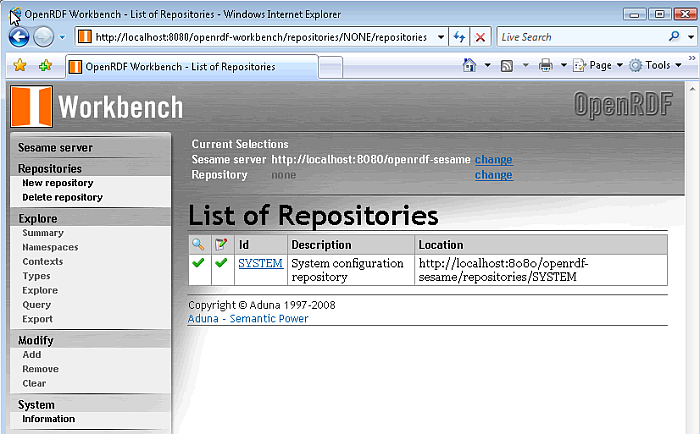 OpenRDF Workbench - List of Repositories - Windows Internet Explorer
http://localhost:8080/openrdf-workbench/repositories/NONE/repositories
Live Search
OpenRDF Workbench - List of Repositories
Page
Tools
Workbench
OpenRDF
Sesame server
Repositories
New repository
Delete repository
Explore
Summary
Namespaces
Contexts
Types
Explore
Query
Export
Modify
Add
Remove
Clear
System
Information
Current Selections
Sesame server http://localhost:8080/openrdf-sesame change
Repository none change
List of Repositories
Id Description Location
SYSTEM System configuration http://localhost:8080/openrdf-
repository sesame/repositories/SYSTEM
Copyright © Aduna 1997-2008
Aduna - Semantic Power